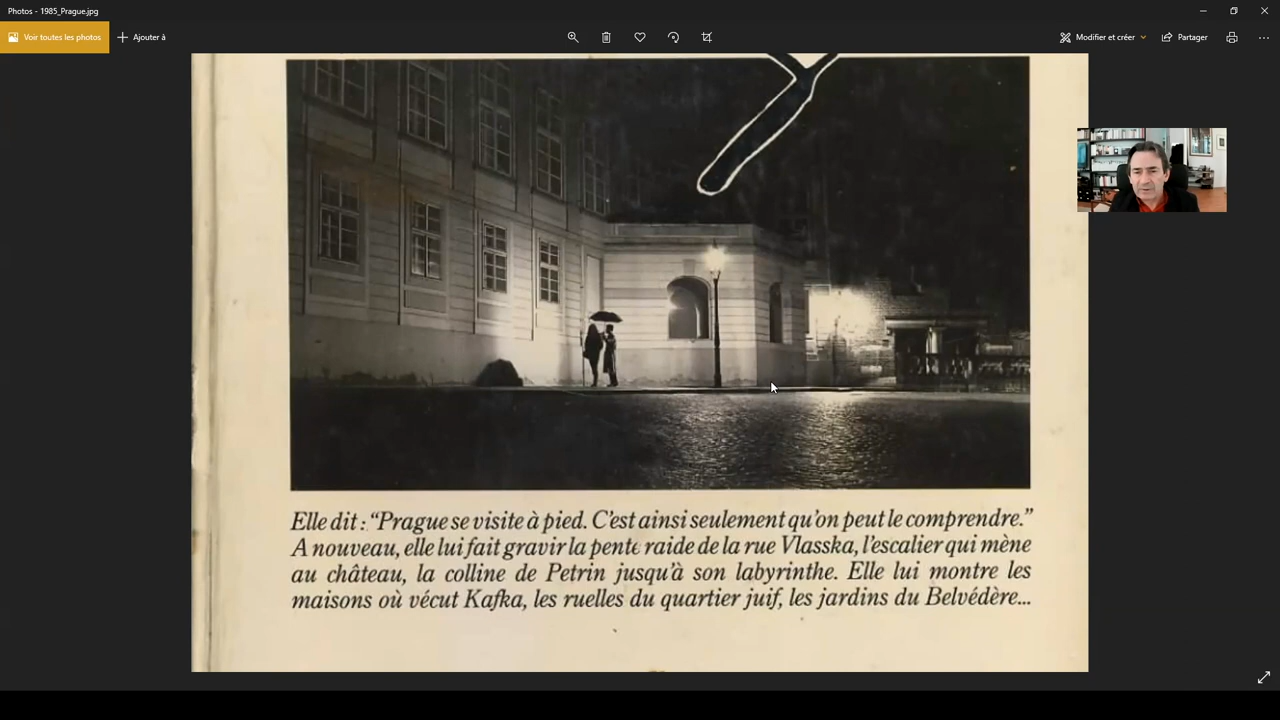 Photos - 1985_Prague.jpg
Voir toutes les photos
Ajouter à
Modifier et créer
Partager
Elle dit : “Prague se visite à pied. C’est ainsi seulement qu’on peut le comprendre.”
A nouveau, elle lui fait gravir la pente raide de la rue Vlasska, l’escalier qui mène
au château, la colline de Petrin jusqu’à son labyrinthe. Elle lui montre les
maisons où vécut Kafka, les ruelles du quartier juif, les jardins du Belvédère...